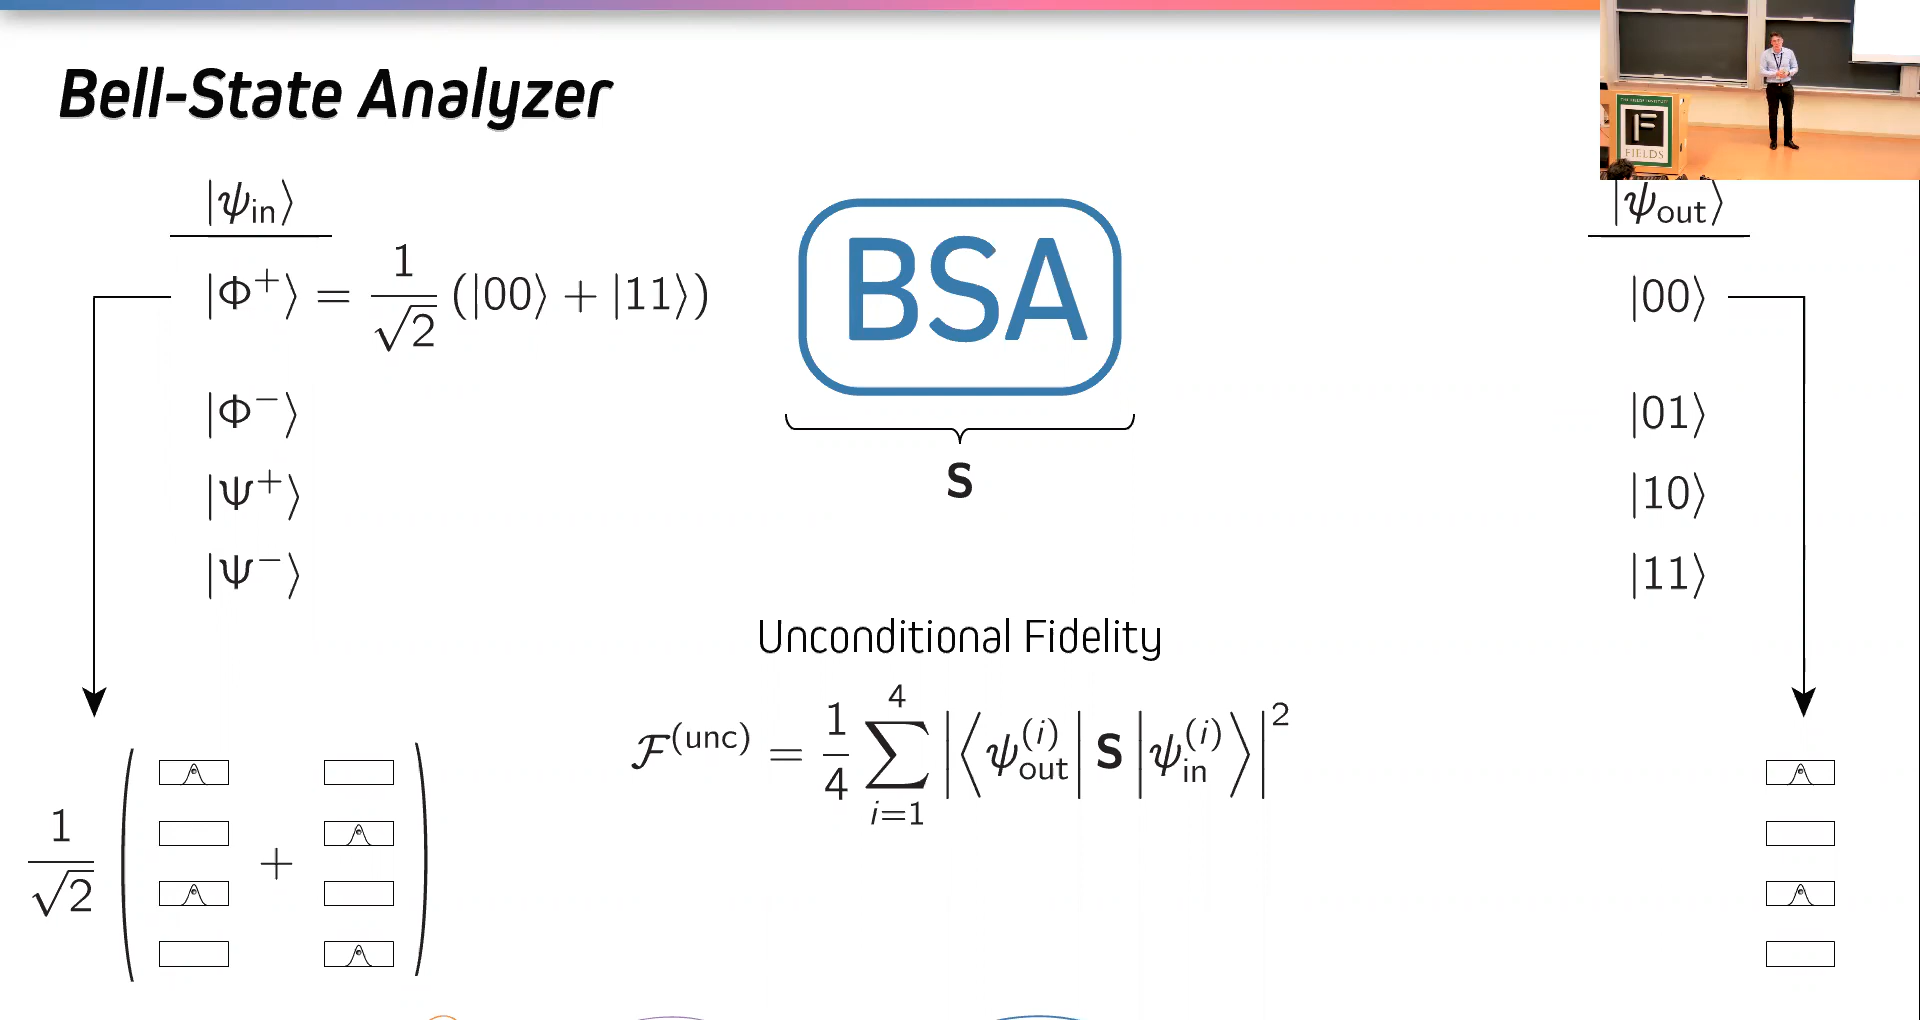 Bell-State Analyzer
|ψin⟩
|Φ⁺⟩ = 1/√2 (|00⟩ + |11⟩)
|Φ⁻⟩
|Ψ⁺⟩
|Ψ⁻⟩
BSA
S
|ψout⟩
|00⟩
|01⟩
|10⟩
|11⟩
Unconditional Fidelity
ℱ^(unc) = 1/4 ∑_{i=1}^{4} |⟨ψ_out^(i)| S |ψ_in^(i)⟩|²
1/√2 ( + )
F
FIELDS